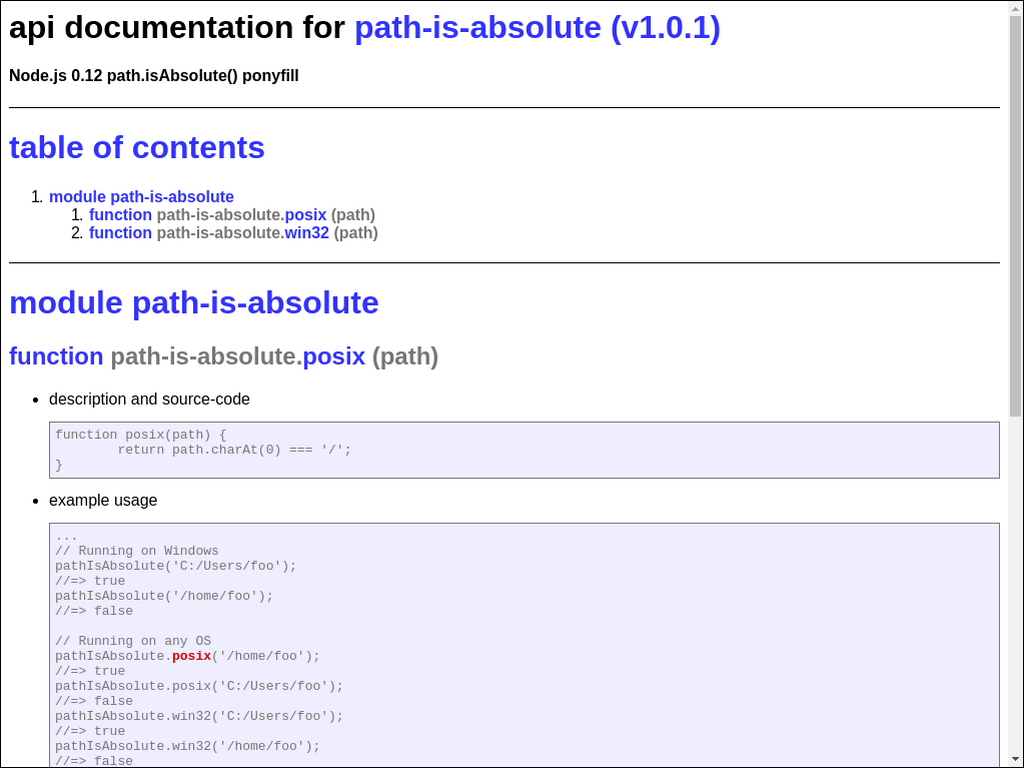 api documentation for path-is-absolute (v1.0.1)
Node.js 0.12 path.isAbsolute() ponyfill
table of contents
1. module path-is-absolute
1. function path-is-absolute.posix (path)
2. function path-is-absolute.win32 (path)
module path-is-absolute
function path-is-absolute.posix (path)
• description and source-code
function posix(path) {
        return path.charAt(0) === '/';
}
• example usage
...
// Running on Windows
pathIsAbsolute('C:/Users/foo');
//=> true
pathIsAbsolute('/home/foo');
//=> false

// Running on any OS
pathIsAbsolute.posix('/home/foo');
//=> true
pathIsAbsolute.posix('C:/Users/foo');
//=> false
pathIsAbsolute.win32('C:/Users/foo');
//=> true
pathIsAbsolute.win32('/home/foo');
//=> false